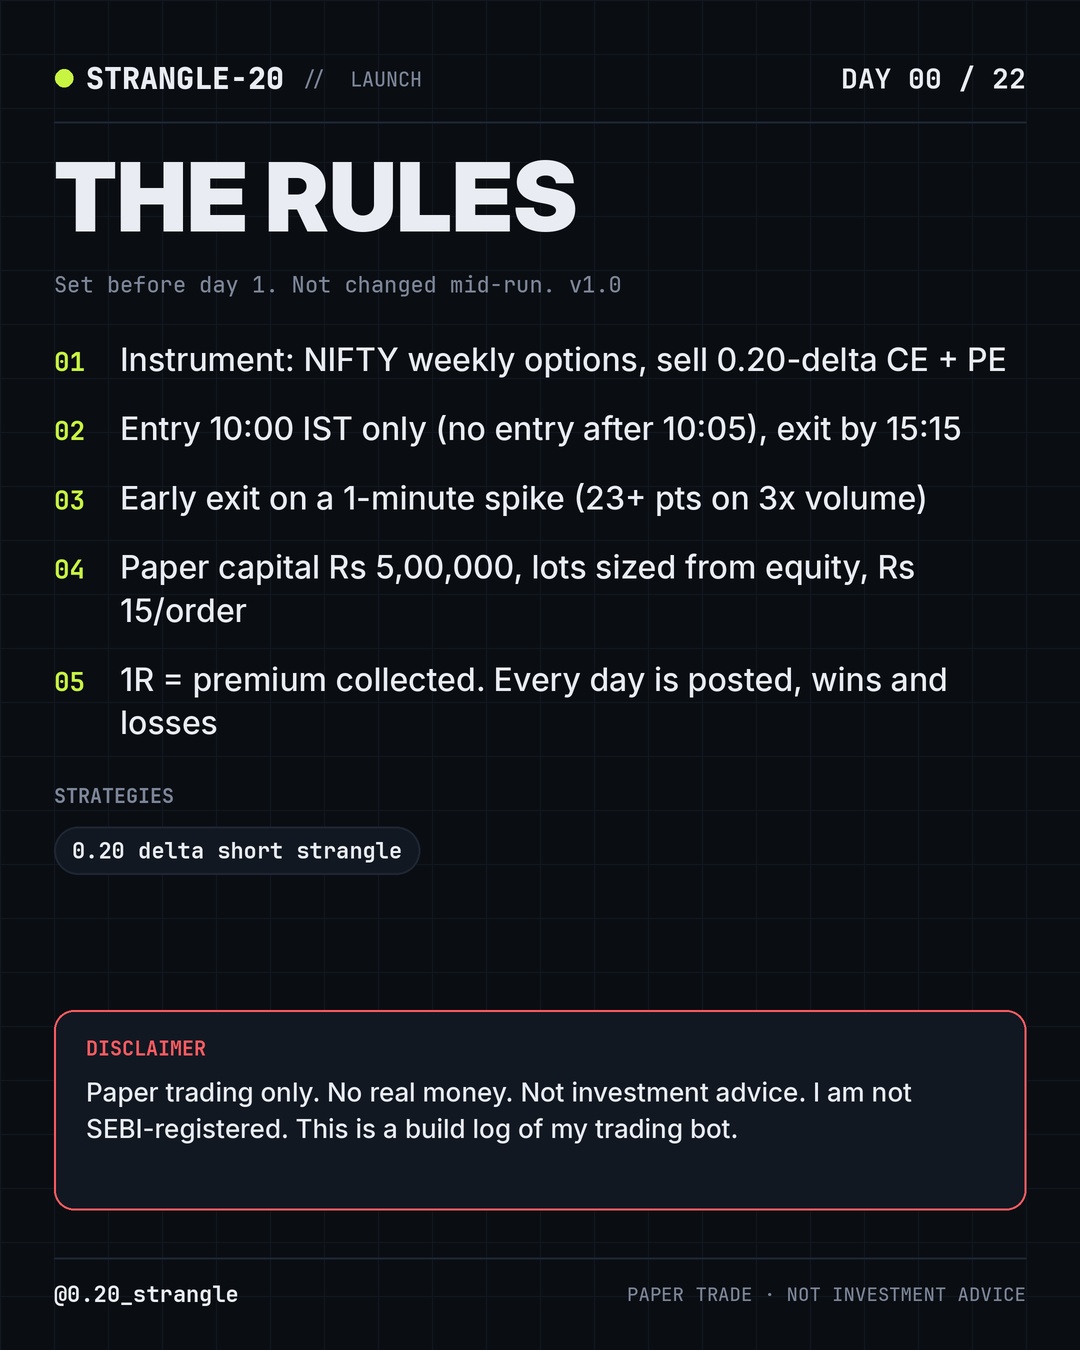 STRANGLE-20 // LAUNCH DAY 00 / 22
THE RULES
Set before day 1. Not changed mid-run. v1.0
01 Instrument: NIFTY weekly options, sell 0.20-delta CE + PE
02 Entry 10:00 IST only (no entry after 10:05), exit by 15:15
03 Early exit on a 1-minute spike (23+ pts on 3x volume)
04 Paper capital Rs 5,00,000, lots sized from equity, Rs
15/order
05 1R = premium collected. Every day is posted, wins and
losses
STRATEGIES
0.20 delta short strangle
DISCLAIMER
Paper trading only. No real money. Not investment advice. I am not
SEBI-registered. This is a build log of my trading bot.
@0.20_strangle PAPER TRADE · NOT INVESTMENT ADVICE